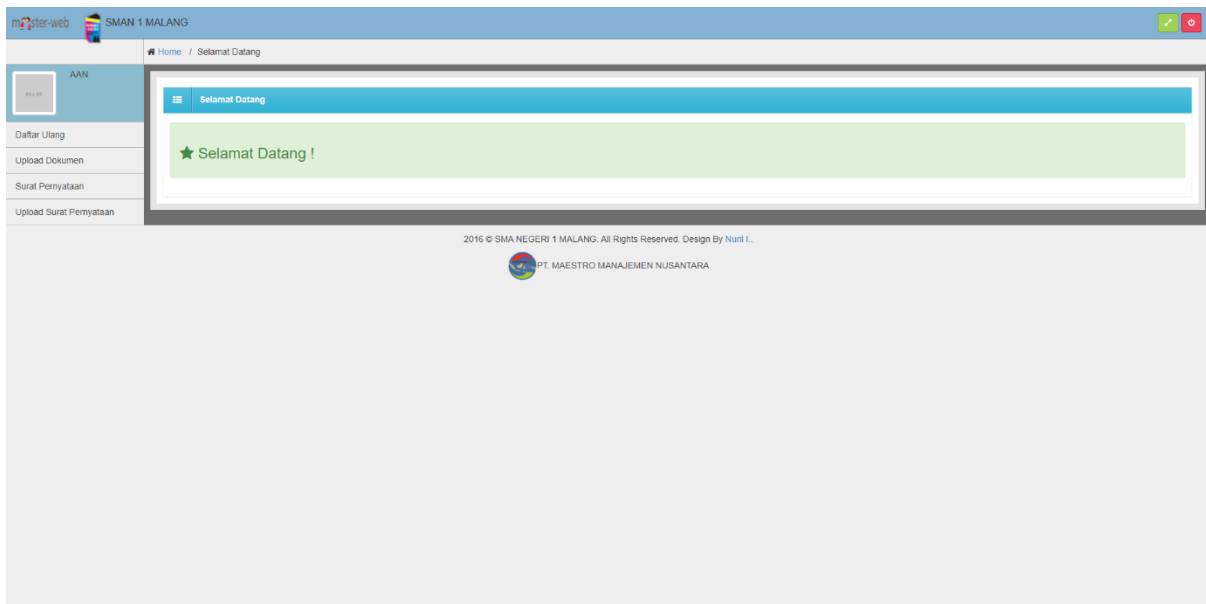 master-web SMAN 1 MALANG
Home / Selamat Datang
AAN
Selamat Datang
Selamat Datang !
Daftar Ulang
Upload Dokumen
Surat Pernyataan
Upload Surat Pernyataan
2016 © SMA NEGERI 1 MALANG. All Rights Reserved. Design By Nuril I..
PT. MAESTRO MANAJEMEN NUSANTARA